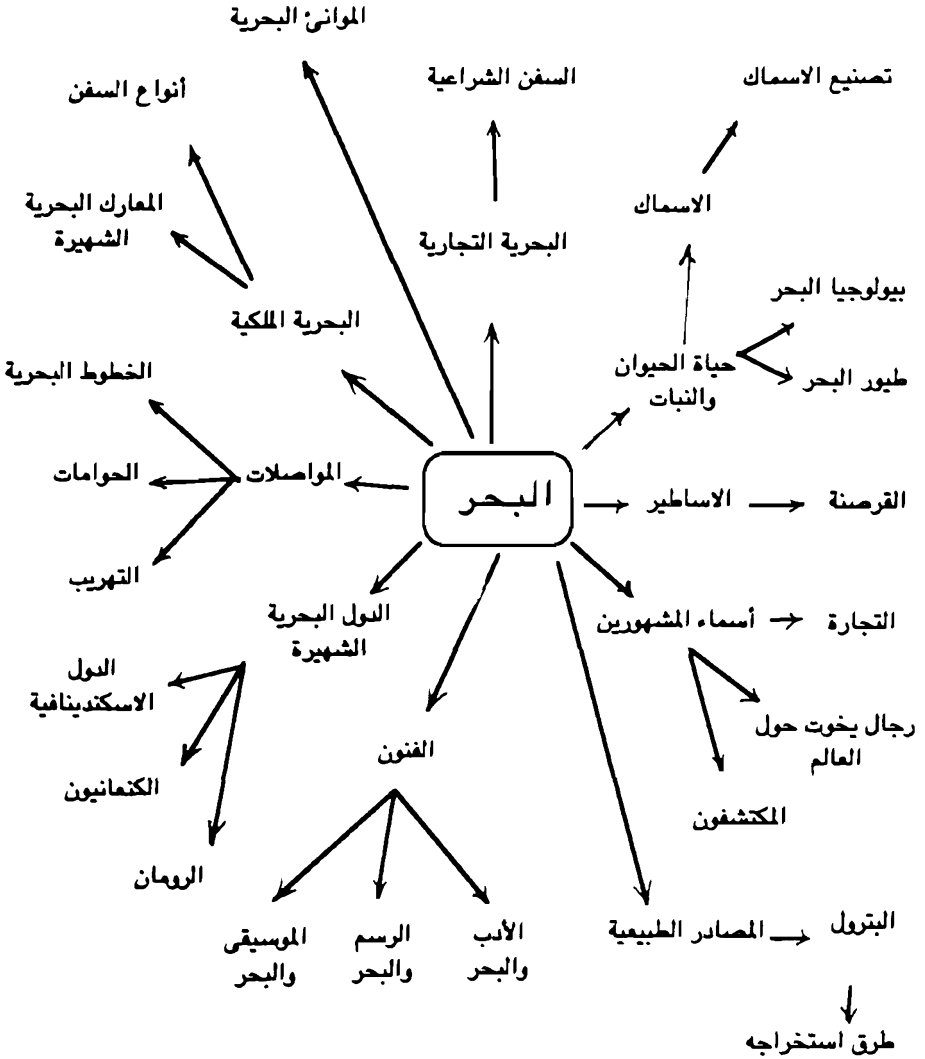 الموانئ البحرية
تصنيع الاسماك
السفن الشراعية
أنواع السفن
الاسماك
المعارك البحرية
الشهيرة
البحرية التجارية
بيولوجيا البحر
البحرية الملكية
حياة الحيوان
والنبات
طيور البحر
الخطوط البحرية
القرصنة
الاساطير
البحر
المواصلات
الحوامات
التهريب
التجارة
أسماء المشهورين
الدول البحرية
الشهيرة
الدول
الاسكندينافية
رجال يخوت حول
العالم
الفنون
الكنعانيون
المكتشفون
الرومان
البترول
المصادر الطبيعية
الأدب
والبحر
الرسم
والبحر
الموسيقى
والبحر
طرق استخراجه